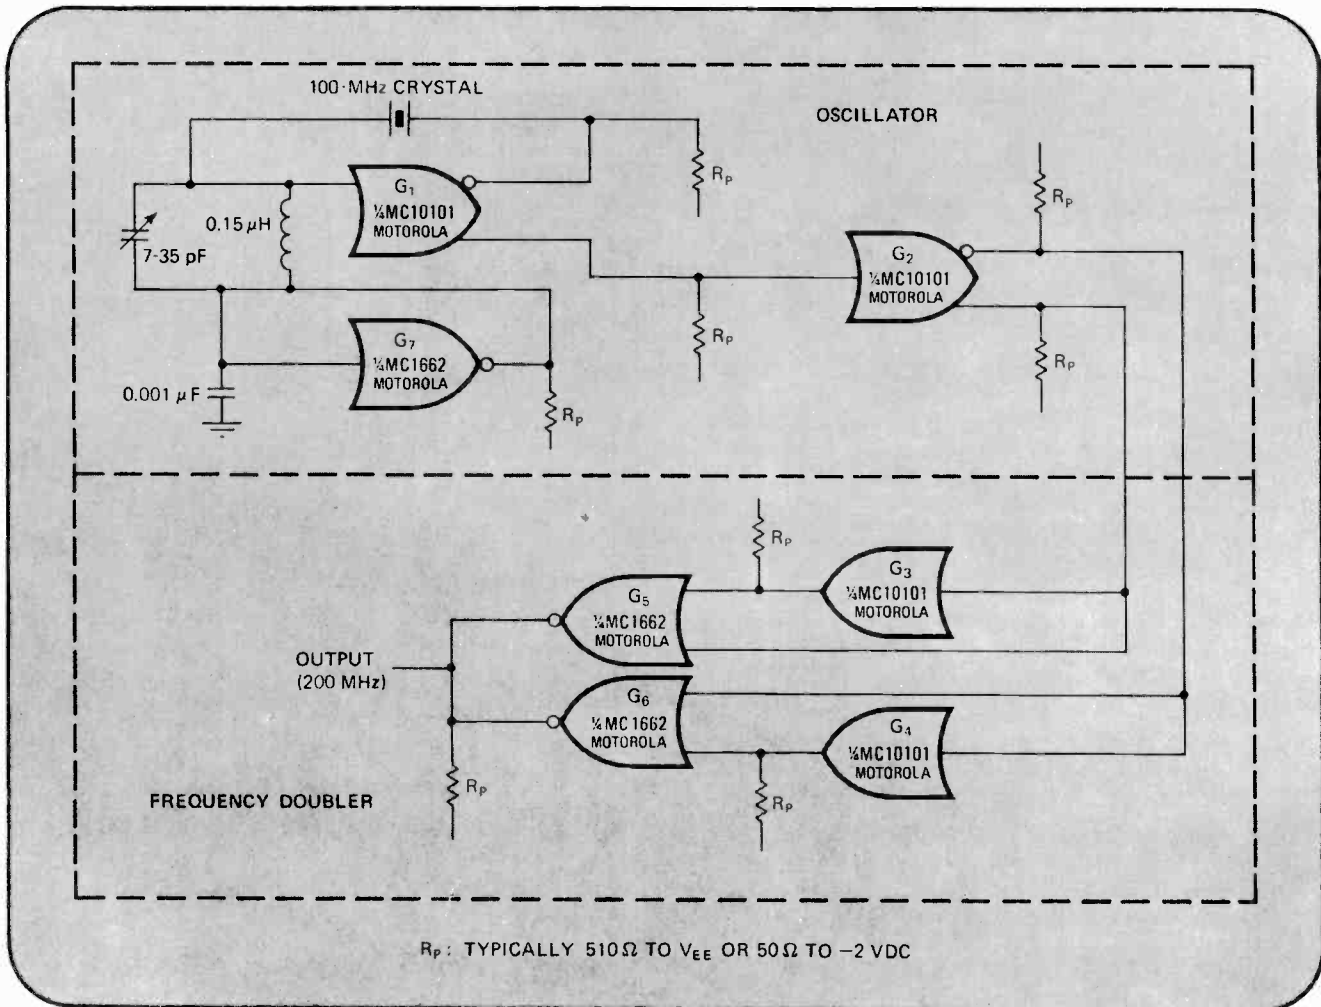 100-MHz CRYSTAL
OSCILLATOR
G1
¼MC10101
MOTOROLA
RP
RP
0.15 µH
7-35 pF
G2
¼MC10101
MOTOROLA
RP
RP
G7
¼MC1662
MOTOROLA
0.001 µF
RP
RP
G3
¼MC10101
MOTOROLA
G5
¼MC1662
MOTOROLA
OUTPUT
(200 MHz)
G6
¼MC1662
MOTOROLA
G4
¼MC10101
MOTOROLA
RP
RP
FREQUENCY DOUBLER
RP: TYPICALLY 510Ω TO VEE OR 50Ω TO −2 VDC